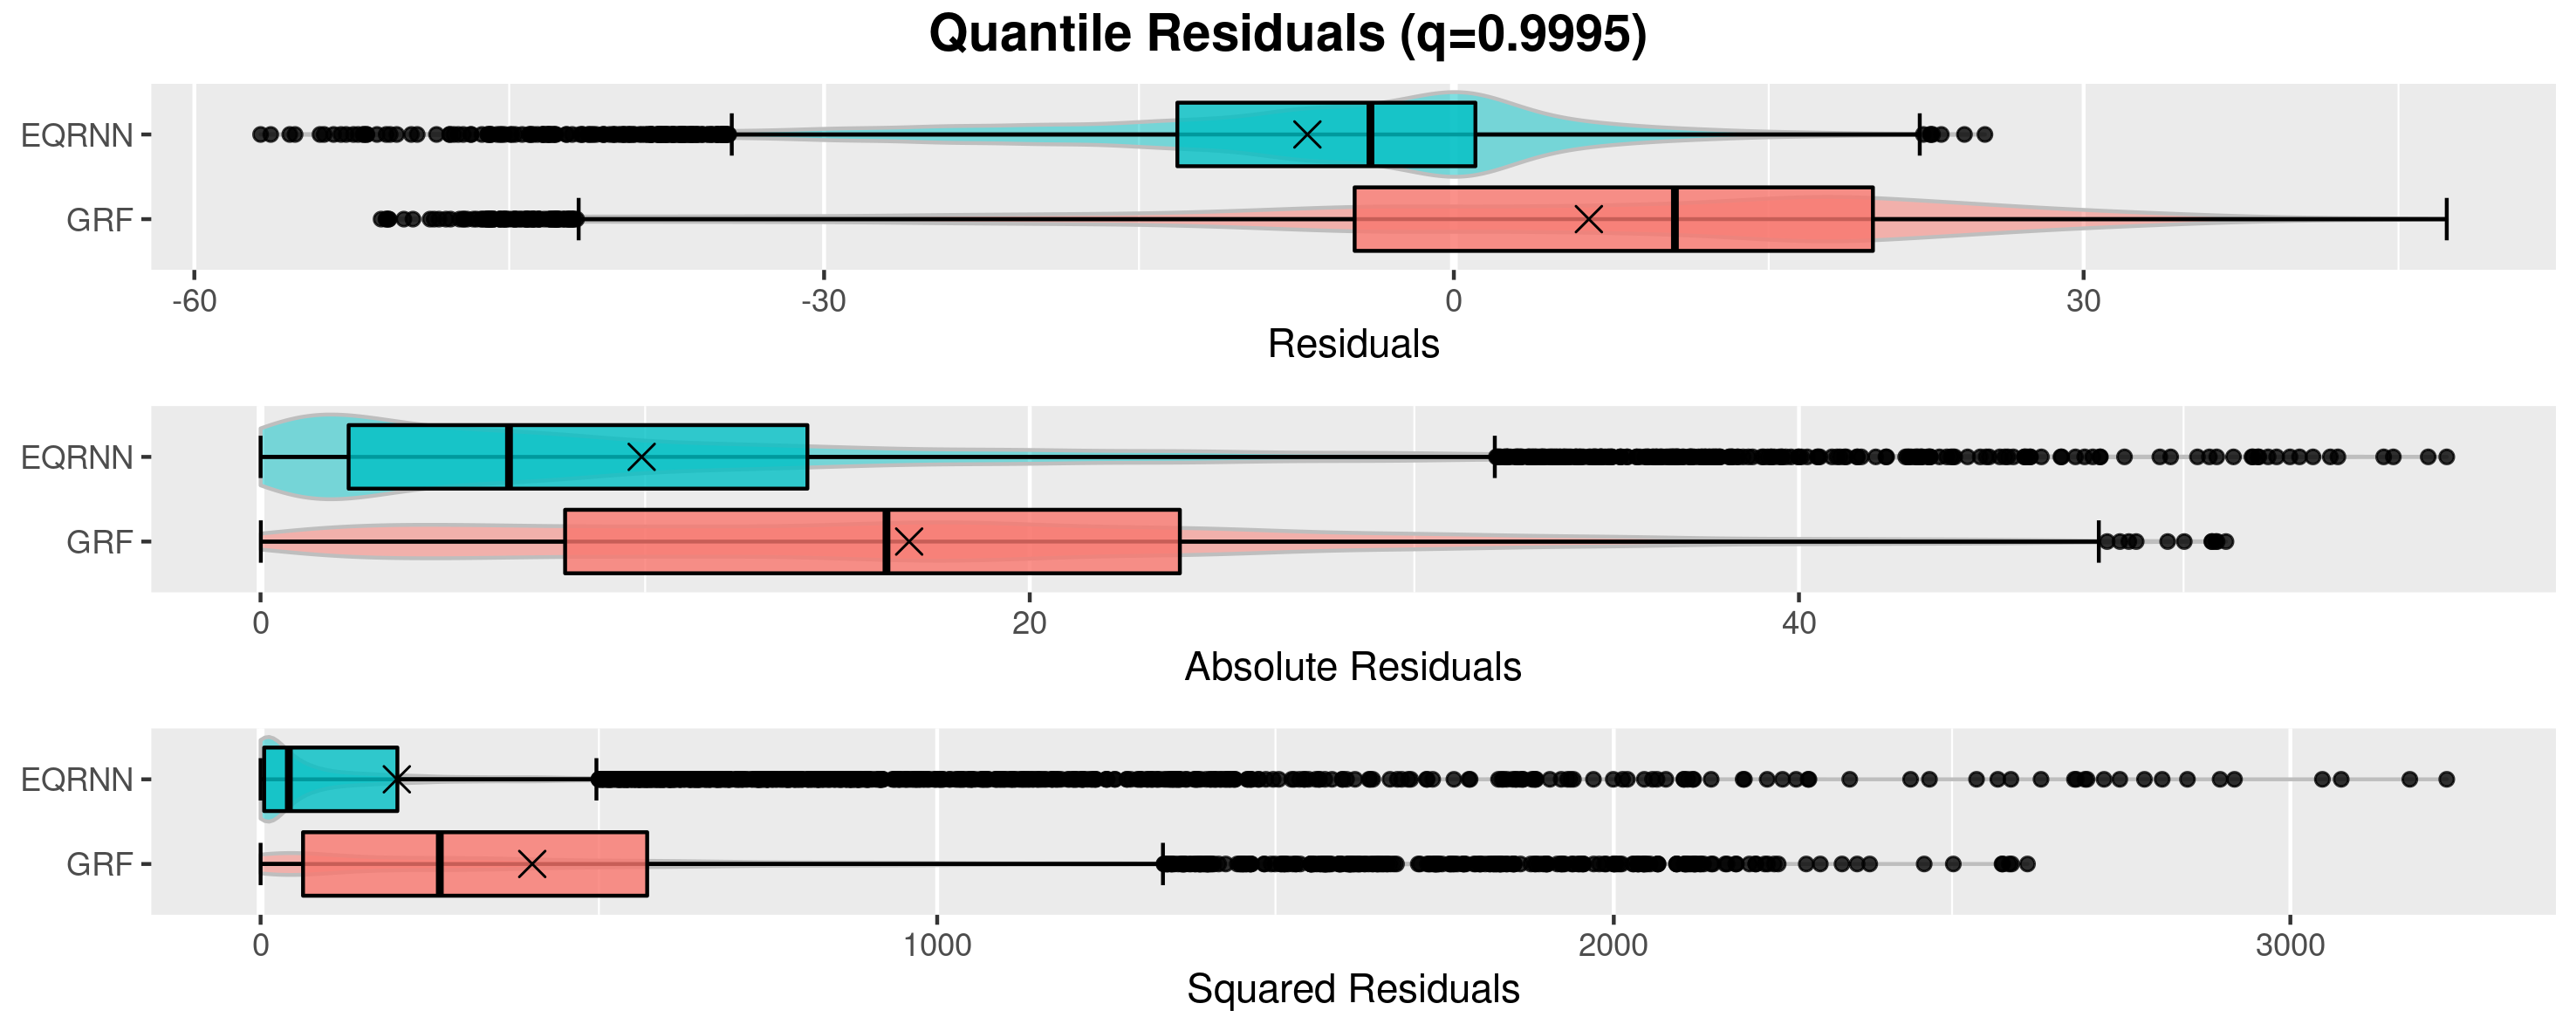 Quantile Residuals (q=0.9995)
EQRNN
GRF
-60 -30 0 30
Residuals
EQRNN
GRF
0 20 40
Absolute Residuals
EQRNN
GRF
0 1000 2000 3000
Squared Residuals